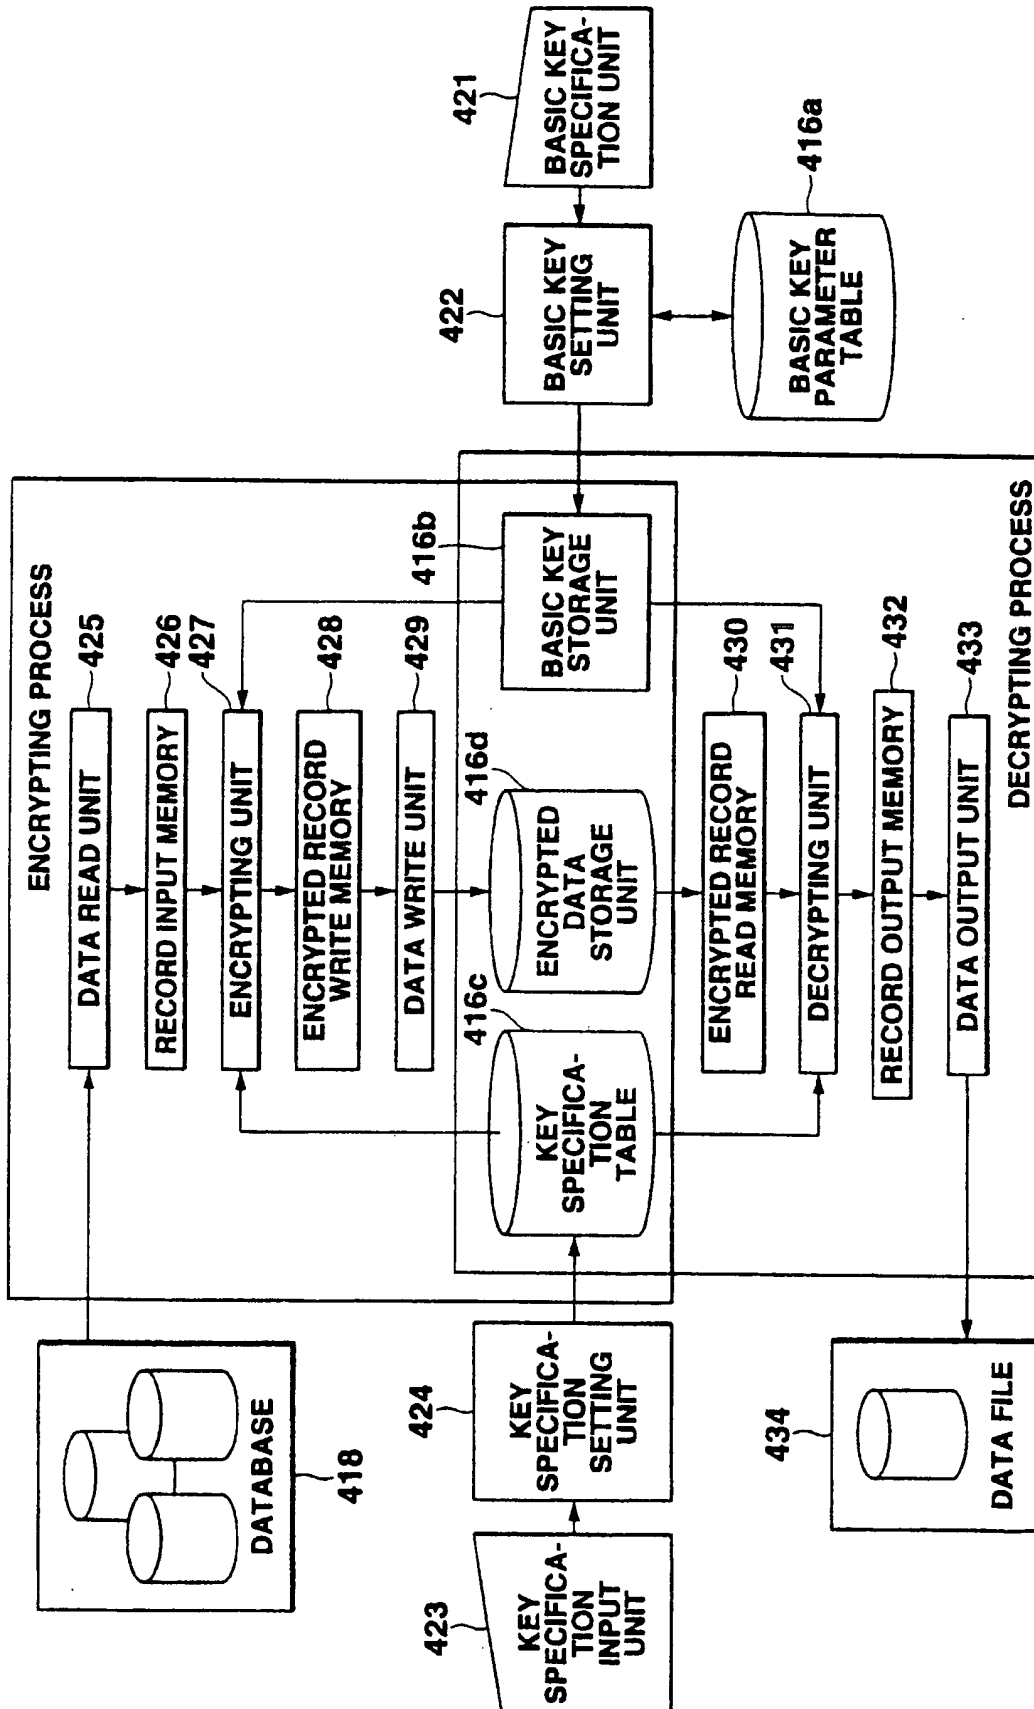 ENCRYPTING PROCESS
DATABASE
418
DATA READ UNIT
425
RECORD INPUT MEMORY
426
ENCRYPTING UNIT
427
ENCRYPTED RECORD
WRITE MEMORY
428
DATA WRITE UNIT
429
423
KEY
SPECIFICA-
TION
INPUT
UNIT
424
KEY
SPECIFICA-
TION
SETTING
UNIT
416c
KEY
SPECIFICA-
TION
TABLE
416d
ENCRYPTED
DATA
STORAGE
UNIT
416b
BASIC KEY
STORAGE
UNIT
422
BASIC KEY
SETTING
UNIT
421
BASIC KEY
SPECIFICA-
TION UNIT
416a
BASIC KEY
PARAMETER
TABLE
ENCRYPTED RECORD
READ MEMORY
430
DECRYPTING UNIT
431
RECORD OUTPUT MEMORY
432
DATA OUTPUT UNIT
433
434
DATA FILE
DECRYPTING PROCESS